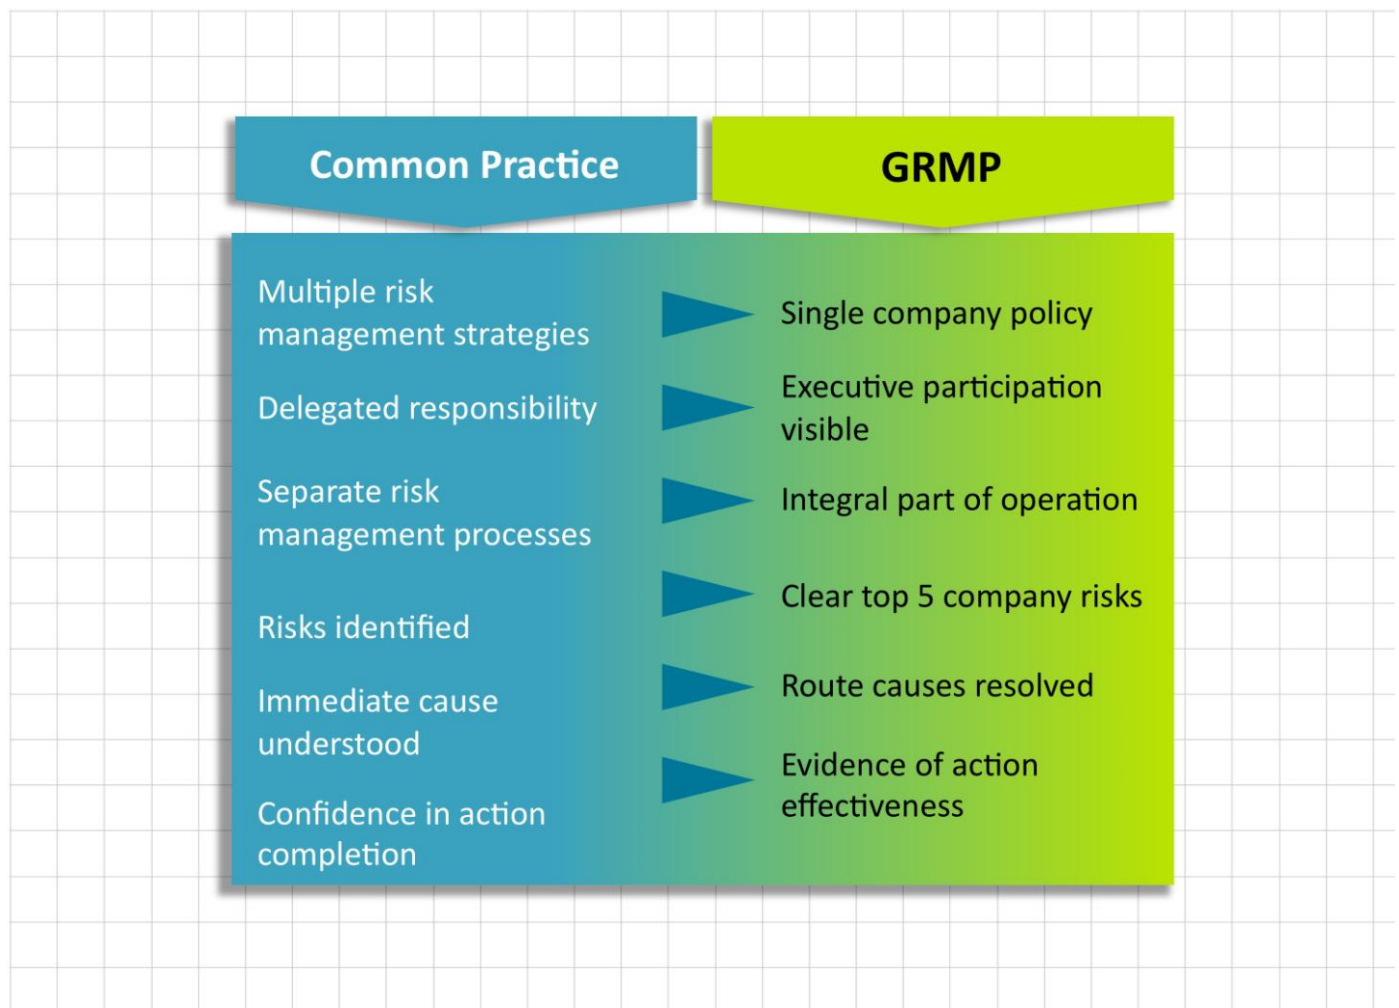 Common Practice
GRMP
Multiple risk
management strategies
Single company policy
Delegated responsibility
Executive participation
visible
Separate risk
management processes
Integral part of operation
Risks identified
Clear top 5 company risks
Immediate cause
understood
Route causes resolved
Confidence in action
completion
Evidence of action
effectiveness